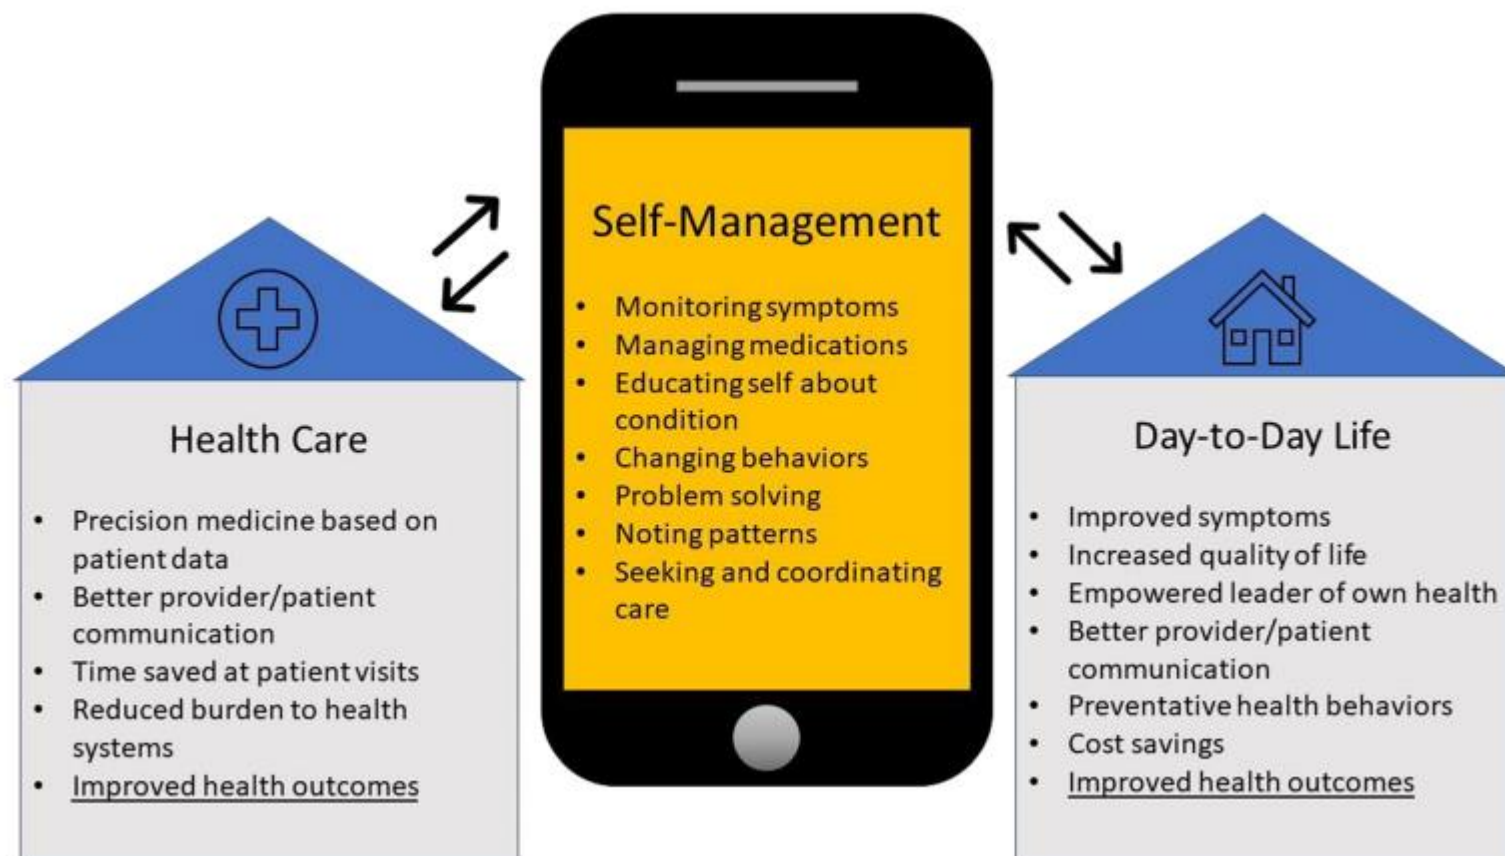 Health Care
• Precision medicine based on
patient data
• Better provider/patient
communication
• Time saved at patient visits
• Reduced burden to health
systems
• Improved health outcomes
Self-Management
• Monitoring symptoms
• Managing medications
• Educating self about
condition
• Changing behaviors
• Problem solving
• Noting patterns
• Seeking and coordinating
care
Day-to-Day Life
• Improved symptoms
• Increased quality of life
• Empowered leader of own health
• Better provider/patient
communication
• Preventative health behaviors
• Cost savings
• Improved health outcomes